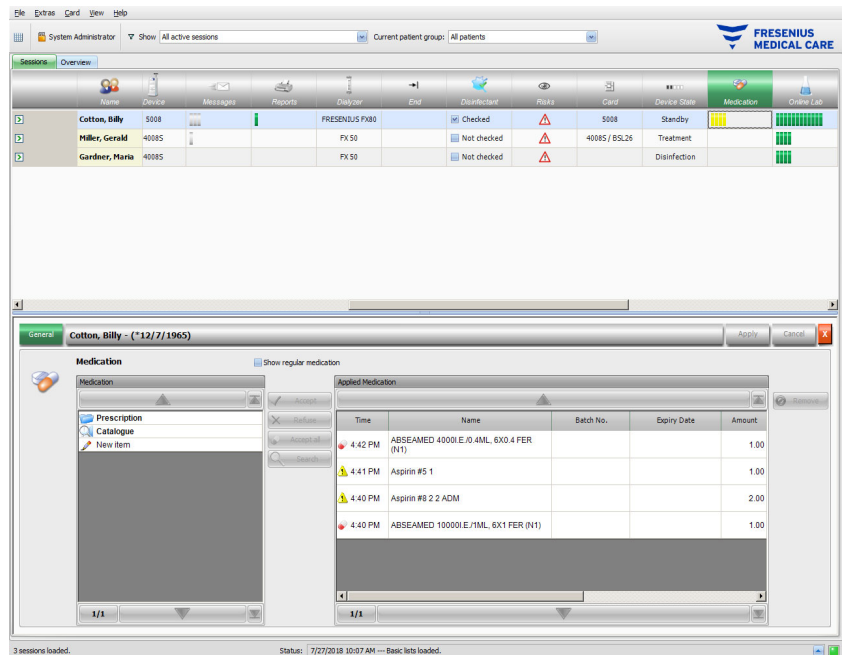 File Extras Card View Help
System Administrator Show All active sessions Current patient group: All patients
FRESENIUS
MEDICAL CARE
Sessions Overview
Name Device Messages Reports Dialyzer End Disinfectant Risks Card Device State Medication Online Lab
Cotton, Billy 5008 FRESENIUS FX80 Checked 5008 Standby
Miller, Gerald 4008S FX 50 Not checked 4008S / BSL26 Treatment
Gardner, Maria 4008S FX 50 Not checked Disinfection
General Cotton, Billy - (*12/7/1965) Apply Cancel X
Medication Show regular medication
Medication Applied Medication
Accept Remove
Prescription Refuse Time Name Batch No. Expiry Date Amount
Catalogue
New item Accept all
Search
4:42 PM ABSEAMED 4000I.E./0.4ML, 6X0.4 FER
(N1) 1.00
4:41 PM Aspirin #5 1 1.00
4:40 PM Aspirin #8 2 2 ADM 2.00
4:40 PM ABSEAMED 10000I.E./1ML, 6X1 FER (N1) 1.00
1/1 1/1
3 sessions loaded. Status: 7/27/2018 10:07 AM --- Basic lists loaded.